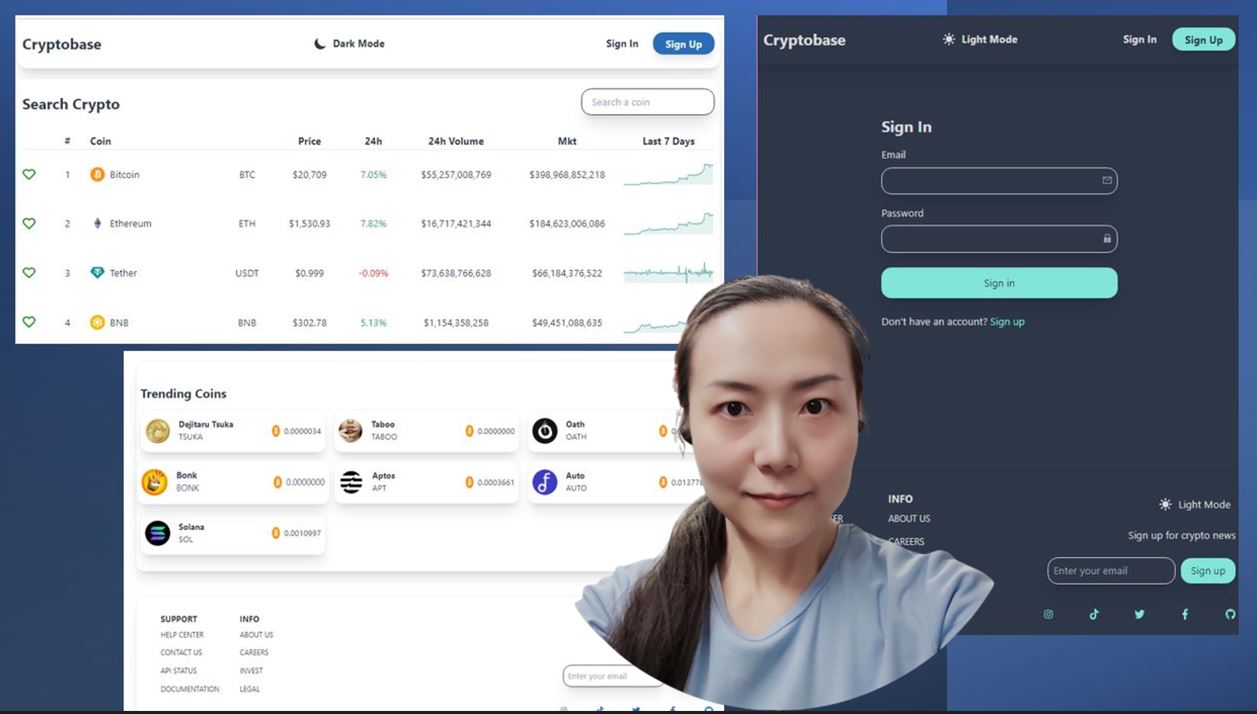 Cryptobase
Dark Mode
Sign In
Sign Up
Search Crypto
Search a coin
# Coin Price 24h 24h Volume Mkt Last 7 Days
1 Bitcoin BTC $20,709 7.05% $55,257,008,769 $398,968,852,218
2 Ethereum ETH $1,530.93 7.82% $16,717,421,344 $184,623,006,086
3 Tether USDT $0.999 -0.09% $73,638,766,628 $66,184,376,522
4 BNB BNB $302.78 5.13% $1,154,358,258 $49,451,088,635
Trending Coins
Dejitaru Tsuka
TSUKA
0.0000034
Taboo
TABOO
0.0000000
Oath
OATH
Bonk
BONK
0.0000000
Aptos
APT
0.0003661
Auto
AUTO
Solana
SOL
0.0010997
SUPPORT
HELP CENTER
CONTACT US
API STATUS
DOCUMENTATION
INFO
ABOUT US
CAREERS
INVEST
LEGAL
Enter your email
Cryptobase
Light Mode
Sign In
Sign Up
Sign In
Email
Password
Sign in
Don't have an account? Sign up
INFO
ABOUT US
CAREERS
Light Mode
Sign up for crypto news
Enter your email
Sign up